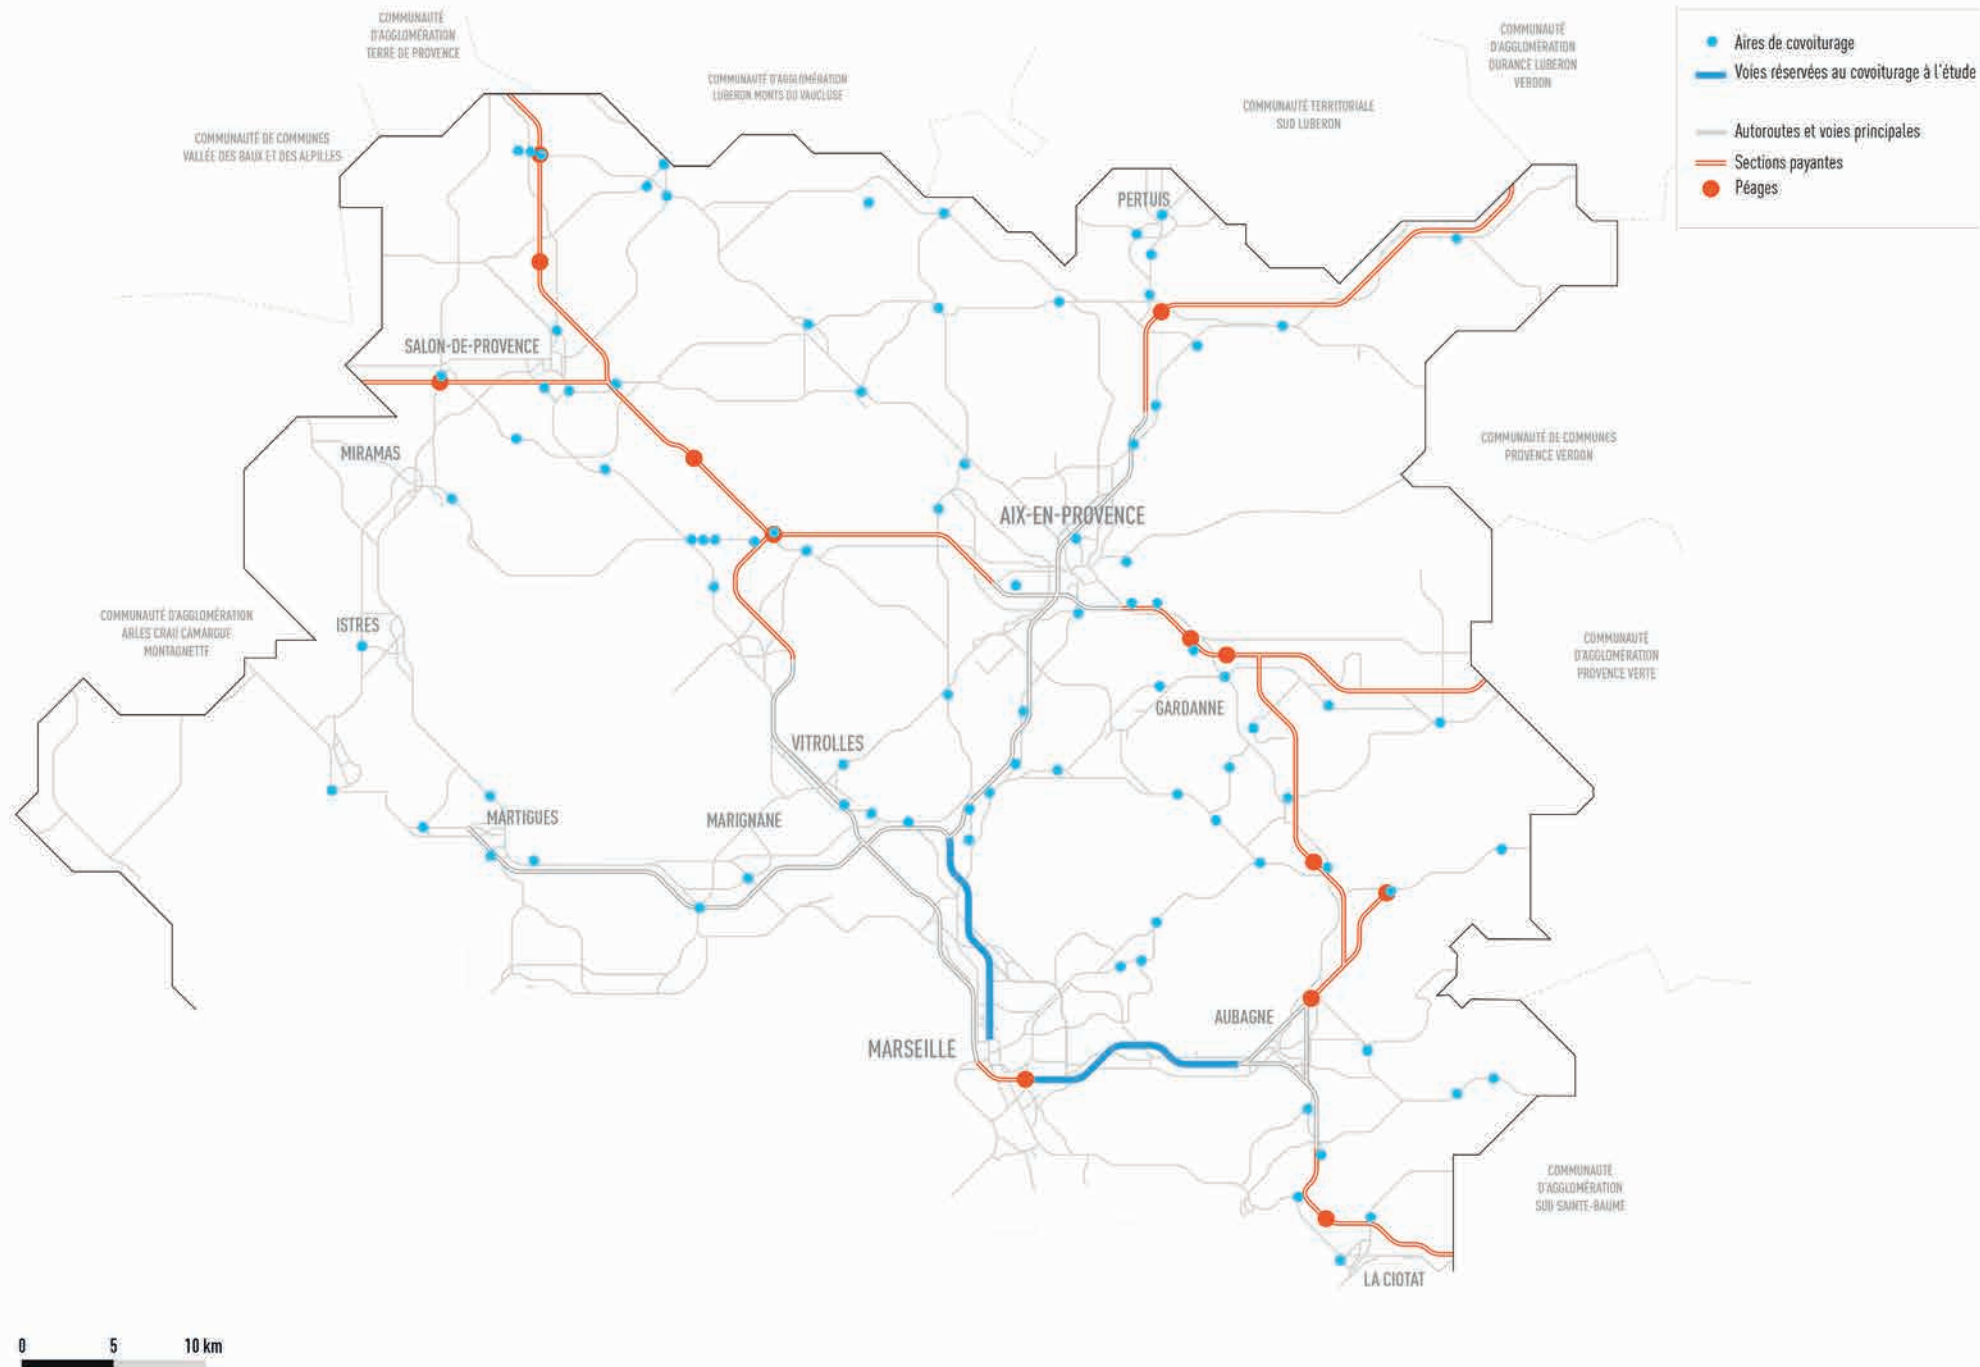 COMMUNAUTÉ
D'AGGLOMÉRATION
TERRE DE PROVENCE
COMMUNAUTÉ D'AGGLOMÉRATION
LUBERON MONTS DU VAUCLUSE
COMMUNAUTÉ
D'AGGLOMÉRATION
DURANCE LUBERON
VERDON
COMMUNAUTÉ TERRITORIALE
SUD LUBERON
COMMUNAUTÉ DE COMMUNES
VALLÉE DES BAUX ET DES ALPILLES
Aires de covoiturage
Voies réservées au covoiturage à l'étude
Autoroutes et voies principales
Sections payantes
Péages
PERTUIS
SALON-DE-PROVENCE
MIRAMAS
COMMUNAUTÉ DE COMMUNES
PROVENCE VERDON
AIX-EN-PROVENCE
COMMUNAUTÉ D'AGGLOMÉRATION
ARLES CRAU CAMARGUE
MONTAGNETTE
ISTRES
COMMUNAUTÉ
D'AGGLOMÉRATION
PROVENCE VERTE
GARDANNE
VITROLLES
MARTIGUES
MARIGNANE
AUBAGNE
MARSEILLE
COMMUNAUTÉ
D'AGGLOMÉRATION
SUD SAINTE-BAUME
LA CIOTAT
0 5 10 km